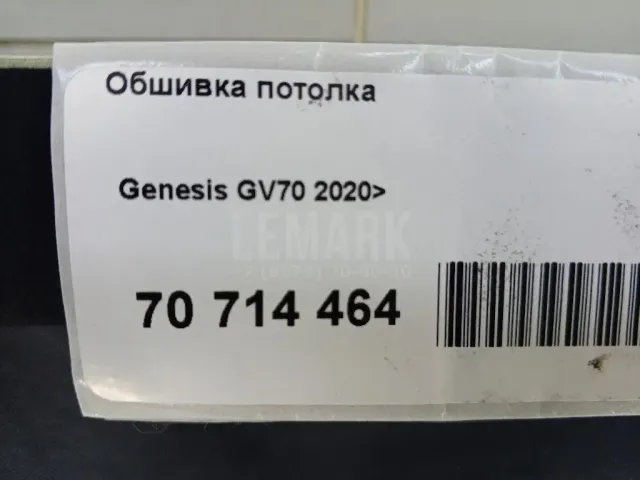 Обшивка потолка
Genesis GV70 2020>
LEMARK
70 714 464